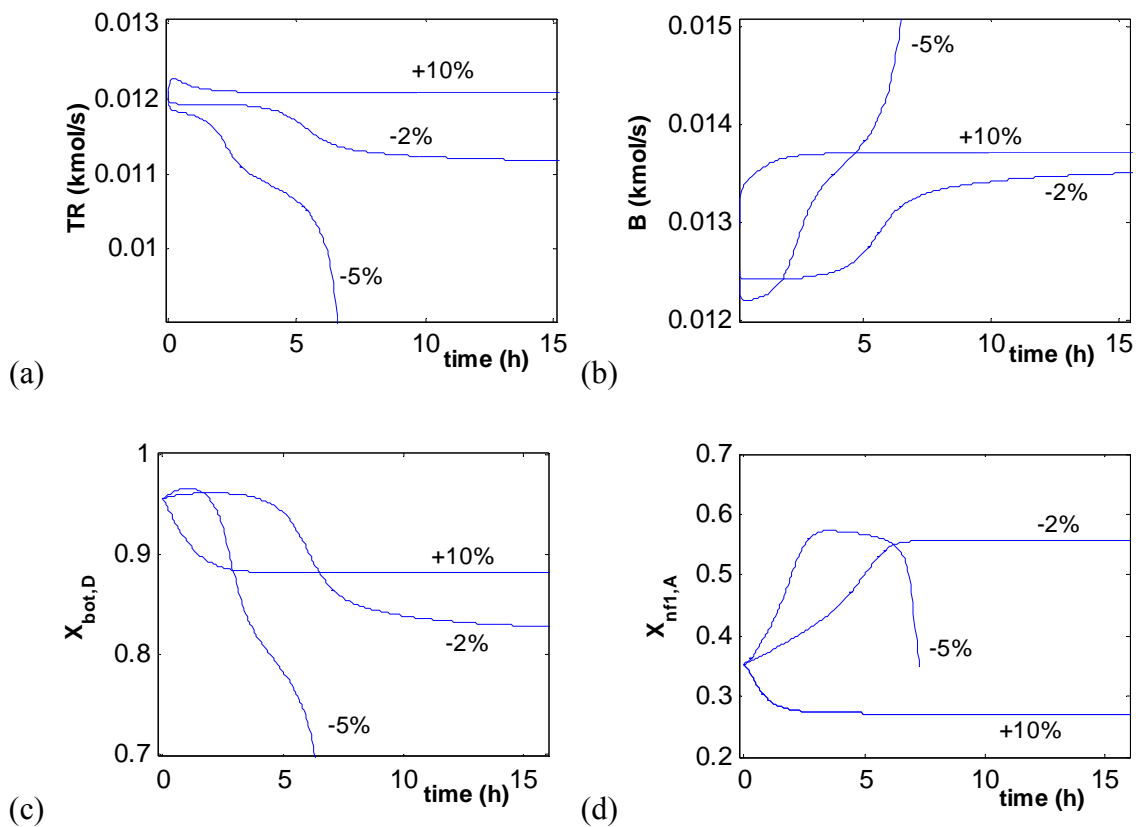 0.013
0.012
0.011
0.01
TR (kmol/s)
+10%
-2%
-5%
0 5 10 15
time (h)
(a)
0.015
0.014
0.013
0.012
B (kmol/s)
-5%
+10%
-2%
0 5 10 15
time (h)
(b)
1
0.9
0.8
0.7
X bot,D
+10%
-2%
-5%
0 5 10 15
time (h)
(c)
0.7
0.6
0.5
0.4
0.3
0.2
X nf1,A
-2%
-5%
+10%
0 5 10 15
time (h)
(d)